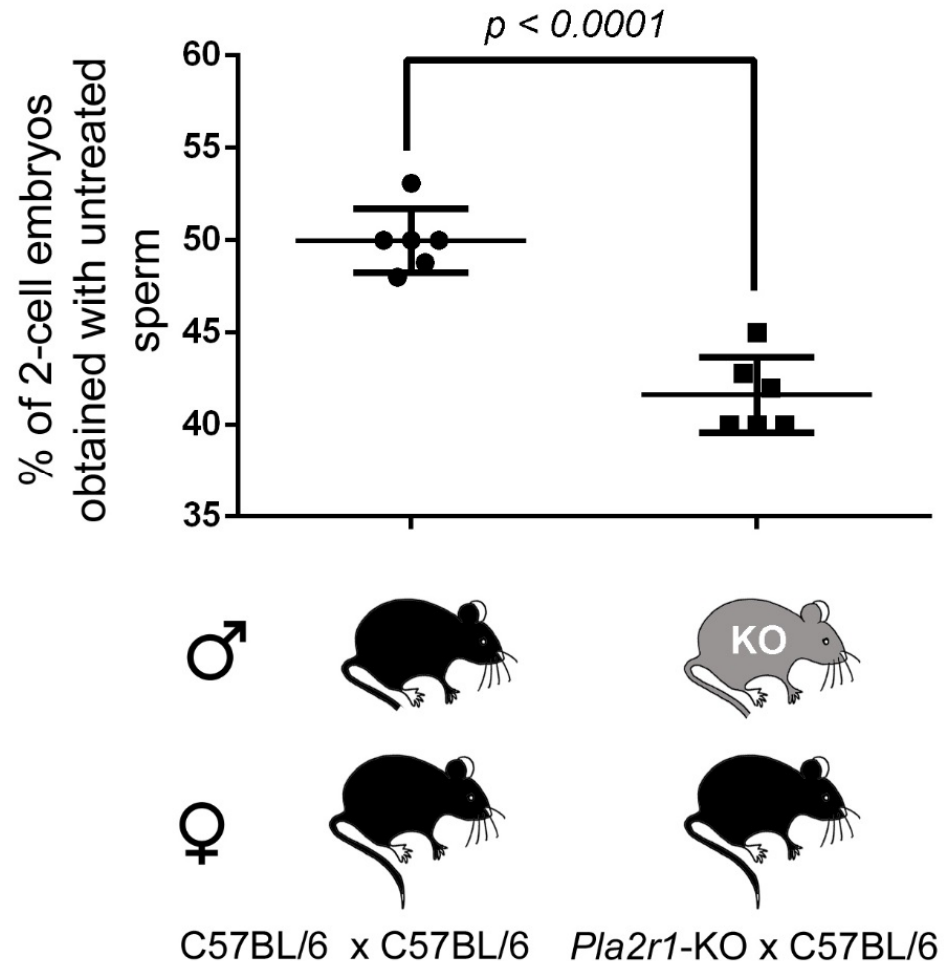 p < 0.0001
% of 2-cell embryos
obtained with untreated
sperm
60
55
50
45
40
35
♂
KO
♀
C57BL/6 x C57BL/6
Pla2r1-KO x C57BL/6